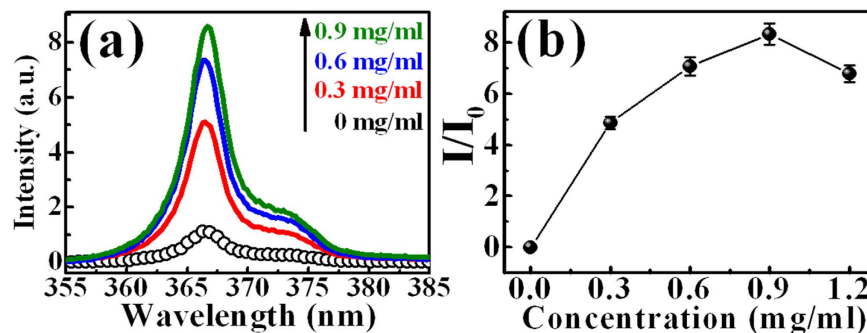 (a)
0.9 mg/ml
0.6 mg/ml
0.3 mg/ml
0 mg/ml
8
6
4
2
0
Intensity (a.u.)
355 360 365 370 375 380 385
Wavelength (nm)
(b)
8
6
4
2
0
I/I0
0.0 0.3 0.6 0.9 1.2
Concentration (mg/ml)